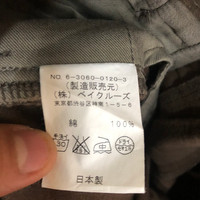 NO. 6-3060-0120-3
(製造販売元)
(株) ベイクルーズ
東京都渋谷区神南1-5-6
綿 100%
日本製